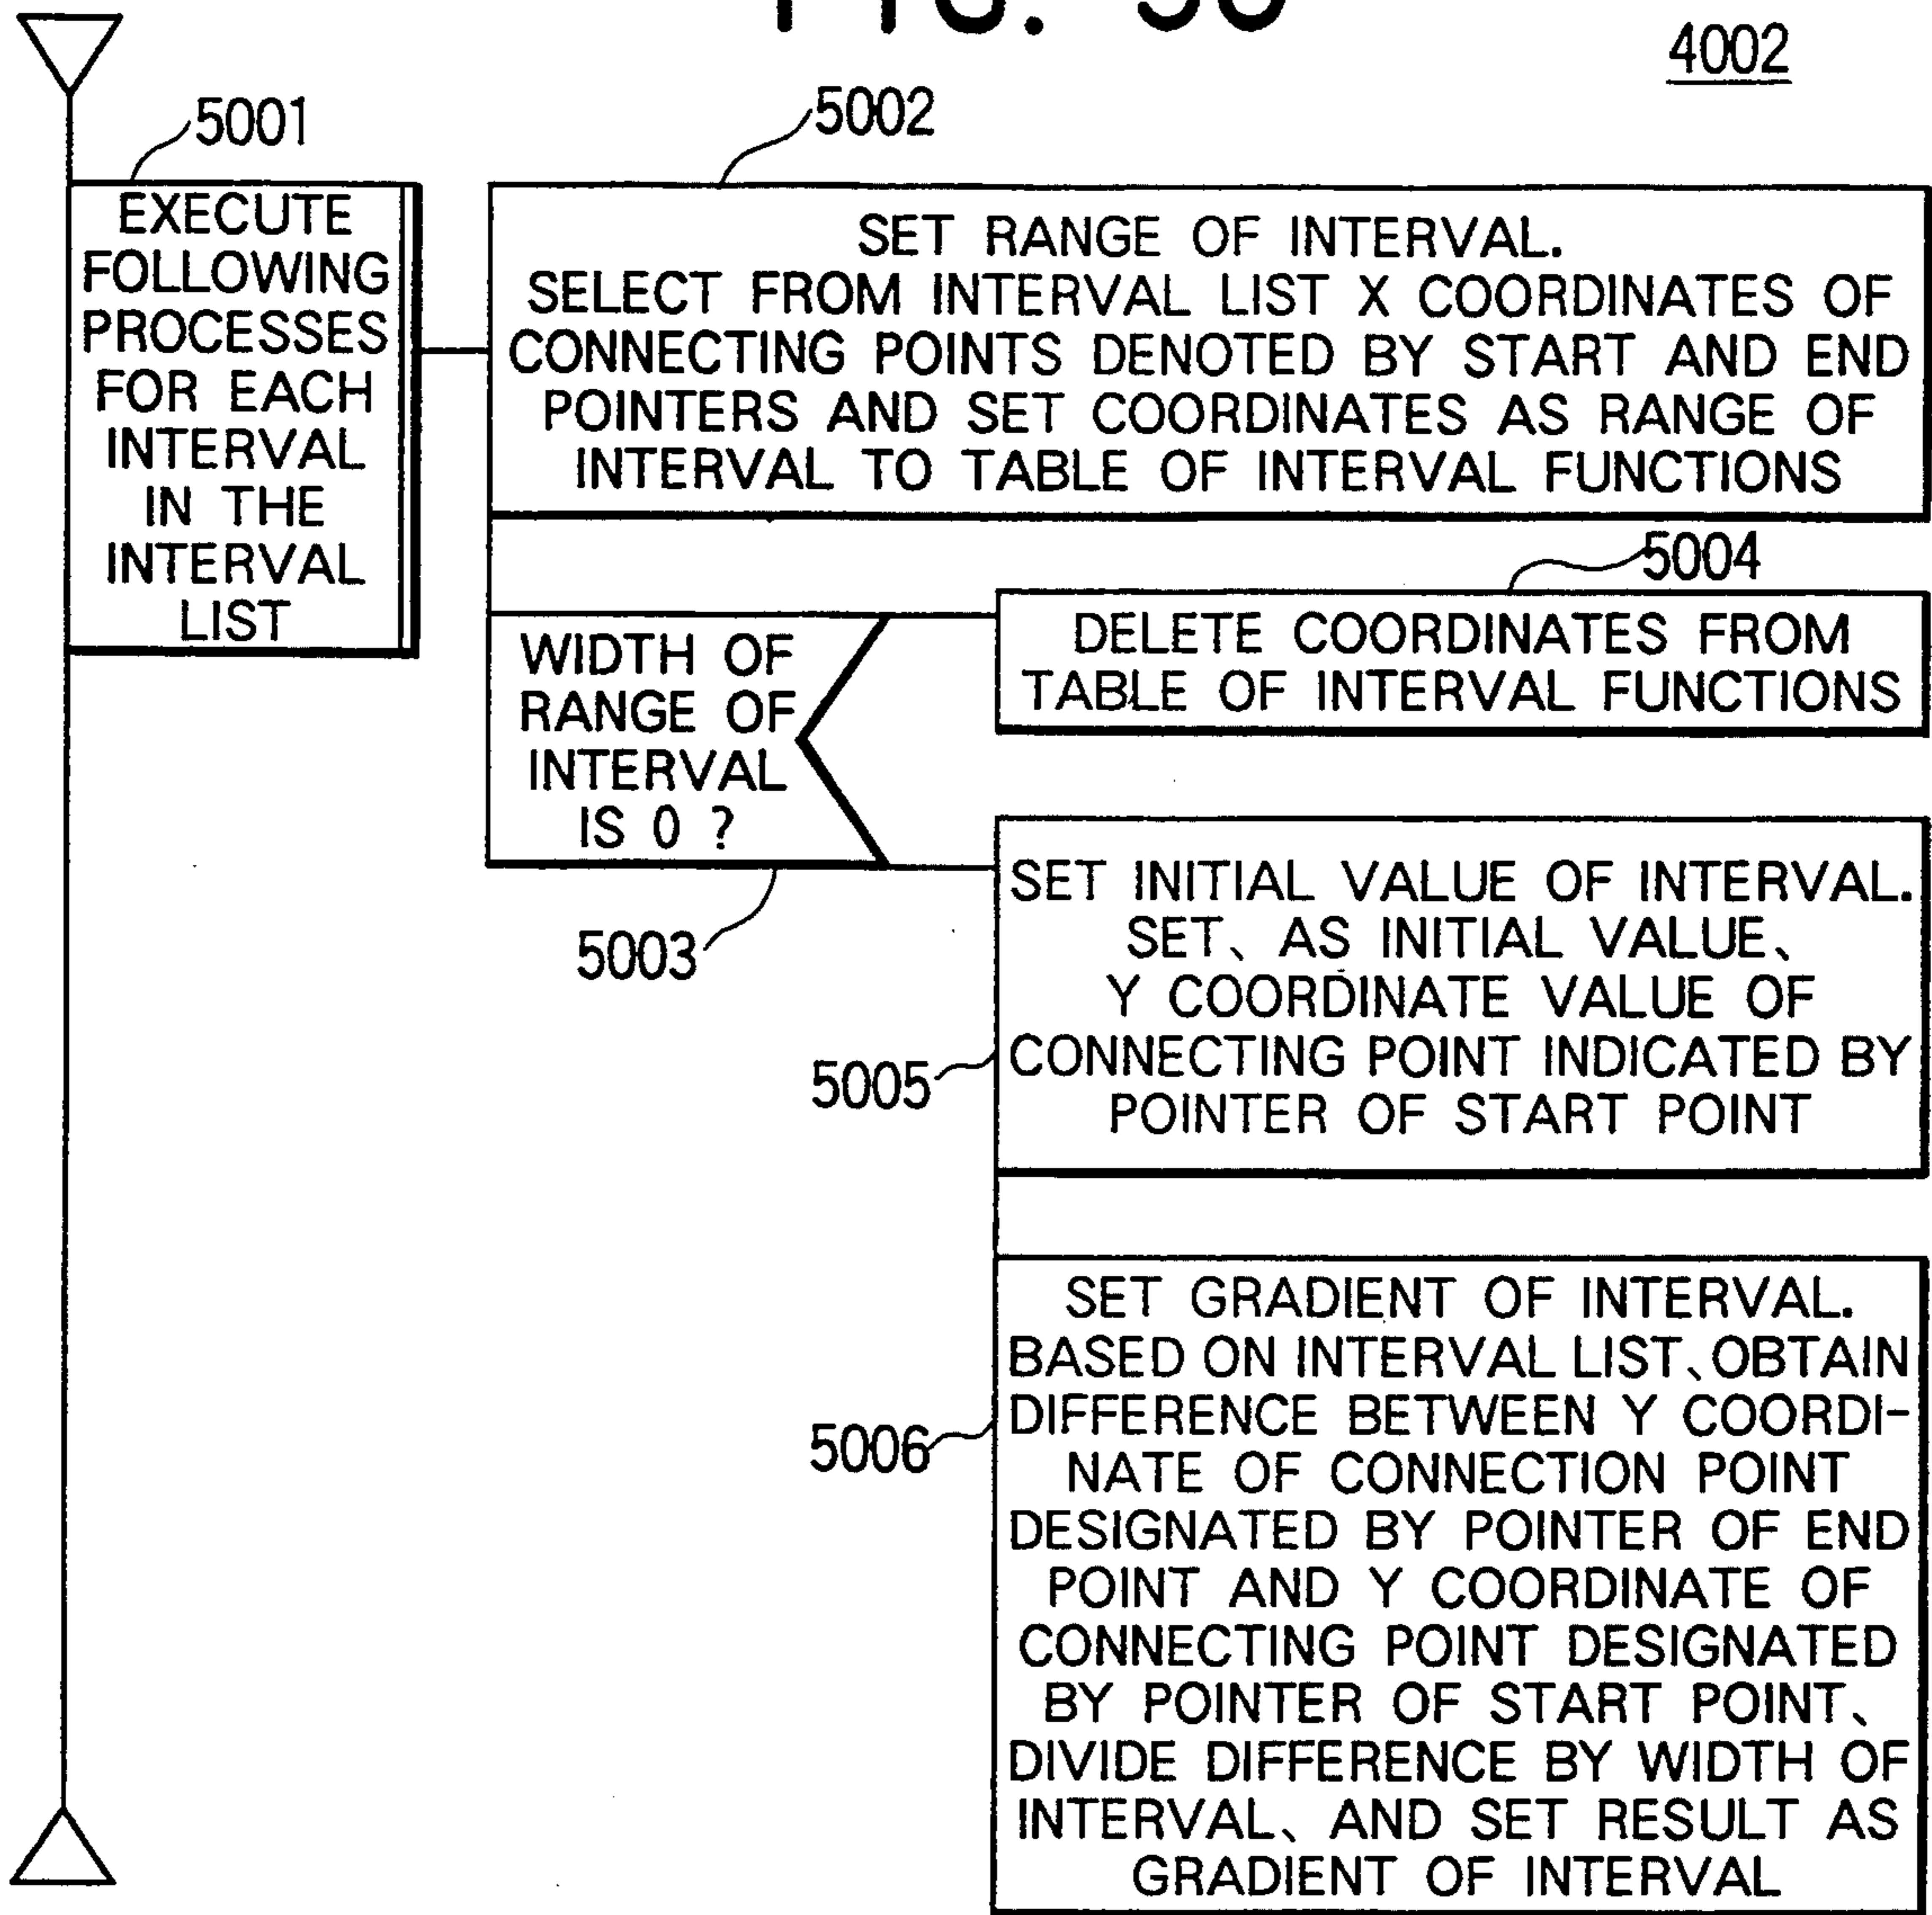 FIG.
4002
5001
EXECUTE
FOLLOWING
PROCESSES
FOR EACH
INTERVAL
IN THE
INTERVAL
LIST
5002
SET RANGE OF INTERVAL.
SELECT FROM INTERVAL LIST X COORDINATES OF
CONNECTING POINTS DENOTED BY START AND END
POINTERS AND SET COORDINATES AS RANGE OF
INTERVAL TO TABLE OF INTERVAL FUNCTIONS
WIDTH OF
RANGE OF
INTERVAL
IS 0 ?
5003
5004
DELETE COORDINATES FROM
TABLE OF INTERVAL FUNCTIONS
5005
SET INITIAL VALUE OF INTERVAL.
SET、AS INITIAL VALUE、
Y COORDINATE VALUE OF
CONNECTING POINT INDICATED BY
POINTER OF START POINT
5006
SET GRADIENT OF INTERVAL.
BASED ON INTERVAL LIST、OBTAIN
DIFFERENCE BETWEEN Y COORDI-
NATE OF CONNECTION POINT
DESIGNATED BY POINTER OF END
POINT AND Y COORDINATE OF
CONNECTING POINT DESIGNATED
BY POINTER OF START POINT、
DIVIDE DIFFERENCE BY WIDTH OF
INTERVAL、AND SET RESULT AS
GRADIENT OF INTERVAL